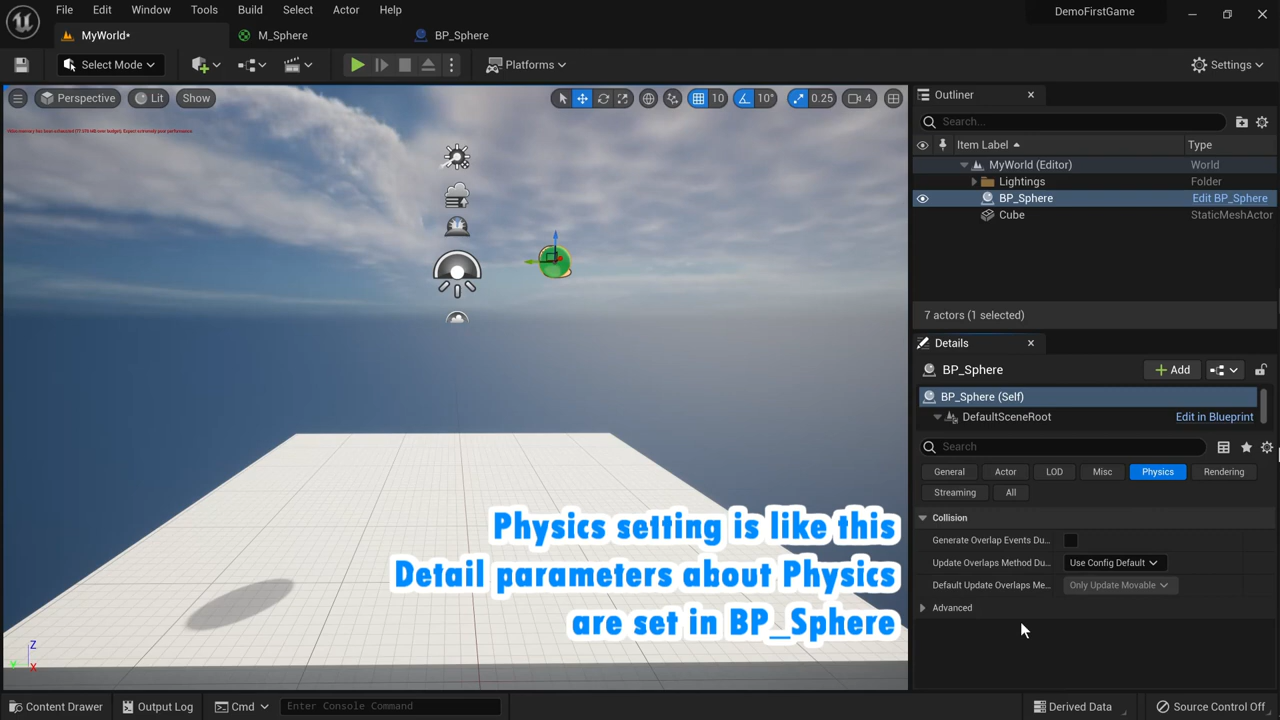 File Edit Window Tools Build Select Actor Help
DemoFirstGame
MyWorld*
M_Sphere
BP_Sphere
Select Mode
Platforms
Settings
Perspective
Lit
Show
10
10°
0.25
4
Outliner
Search...
Item Label
Type
MyWorld (Editor)
World
Lightings
Folder
BP_Sphere
Edit BP_Sphere
Cube
StaticMeshActor
7 actors (1 selected)
Details
BP_Sphere
Add
BP_Sphere (Self)
DefaultSceneRoot
Edit in Blueprint
Search
General
Actor
LOD
Misc
Physics
Rendering
Streaming
All
Collision
Generate Overlap Events Du...
Update Overlaps Method Du...
Use Config Default
Default Update Overlaps Me...
Only Update Movable
Advanced
Physics setting is like this
Detail parameters about Physics
are set in BP_Sphere
Z
Y
X
Content Drawer
Output Log
Cmd
Enter Console Command
Derived Data
Source Control Off